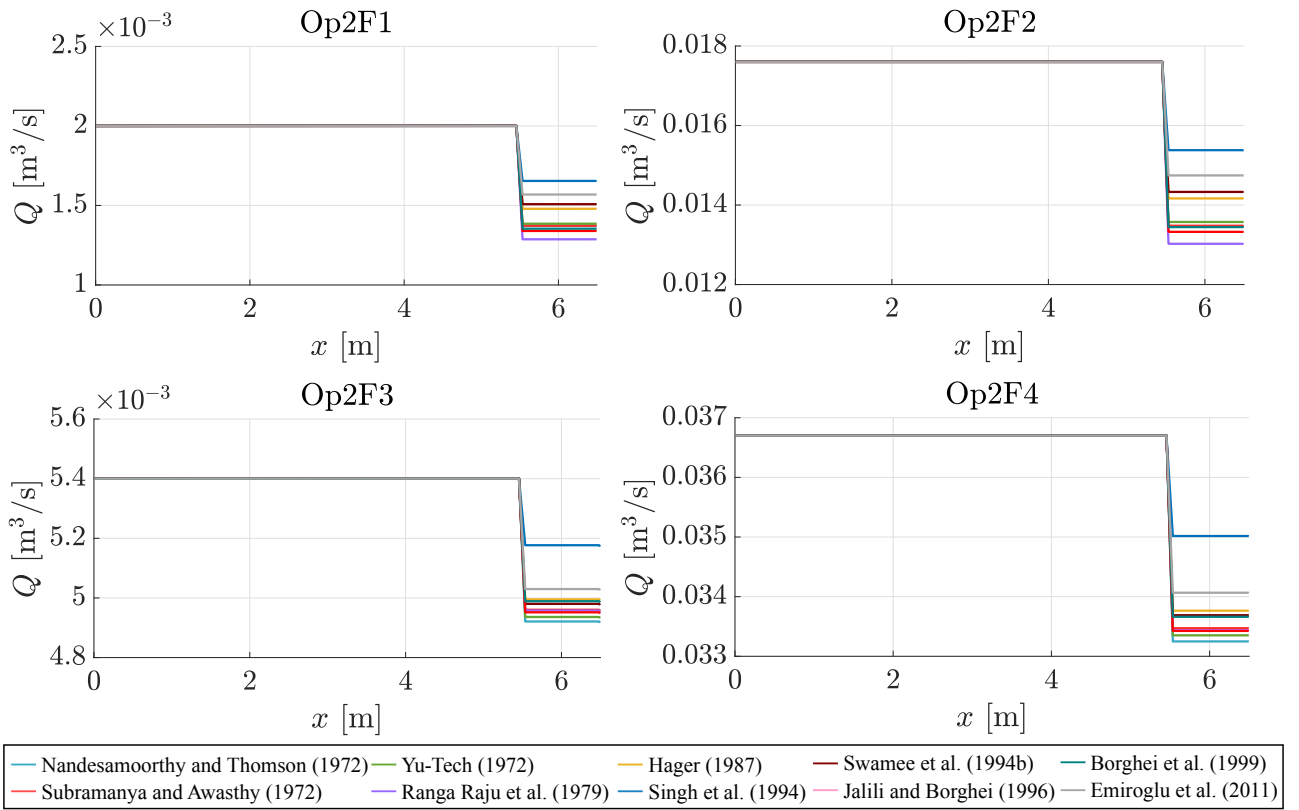 ×10⁻³
Op2F1
2.5
2
1.5
1
Q [m³/s]
0
2
4
6
x [m]
Op2F2
0.018
0.016
0.014
0.012
Q [m³/s]
0
2
4
6
x [m]
×10⁻³
Op2F3
5.6
5.4
5.2
5
4.8
Q [m³/s]
0
2
4
6
x [m]
Op2F4
0.037
0.036
0.035
0.034
0.033
Q [m³/s]
0
2
4
6
x [m]
Nandesamoorthy and Thomson (1972) Yu-Tech (1972) Hager (1987) Swamee et al. (1994b) Borghei et al. (1999)
Subramanya and Awasthy (1972) Ranga Raju et al. (1979) Singh et al. (1994) Jalili and Borghei (1996) Emiroglu et al. (2011)